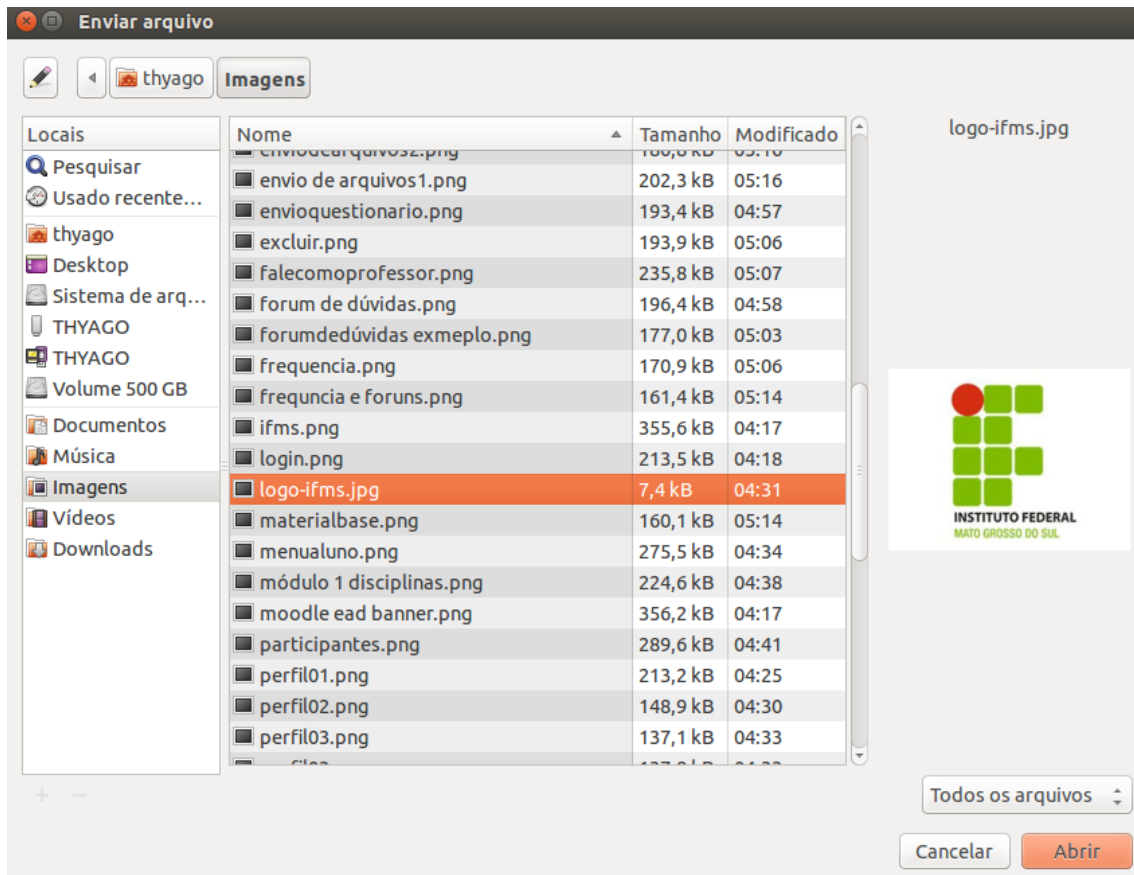 Enviar arquivo
thyago Imagens
Locais
Pesquisar
Usado recente...
thyago
Desktop
Sistema de arq...
THYAGO
THYAGO
Volume 500 GB
Documentos
Música
Imagens
Vídeos
Downloads
Nome Tamanho Modificado
envio de arquivos1.png 202,3 kB 05:16
envioquestionario.png 193,4 kB 04:57
excluir.png 193,9 kB 05:06
falecomoprofessor.png 235,8 kB 05:07
forum de dúvidas.png 196,4 kB 04:58
forumdedúvidas exmeplo.png 177,0 kB 05:03
frequencia.png 170,9 kB 05:06
frequncia e foruns.png 161,4 kB 05:14
ifms.png 355,6 kB 04:17
login.png 213,5 kB 04:18
logo-ifms.jpg 7,4 kB 04:31
materialbase.png 160,1 kB 05:14
menualuno.png 275,5 kB 04:34
módulo 1 disciplinas.png 224,6 kB 04:38
moodle ead banner.png 356,2 kB 04:17
participantes.png 289,6 kB 04:41
perfil01.png 213,2 kB 04:25
perfil02.png 148,9 kB 04:30
perfil03.png 137,1 kB 04:33
logo-ifms.jpg
INSTITUTO FEDERAL
MATO GROSSO DO SUL
Todos os arquivos
Cancelar Abrir